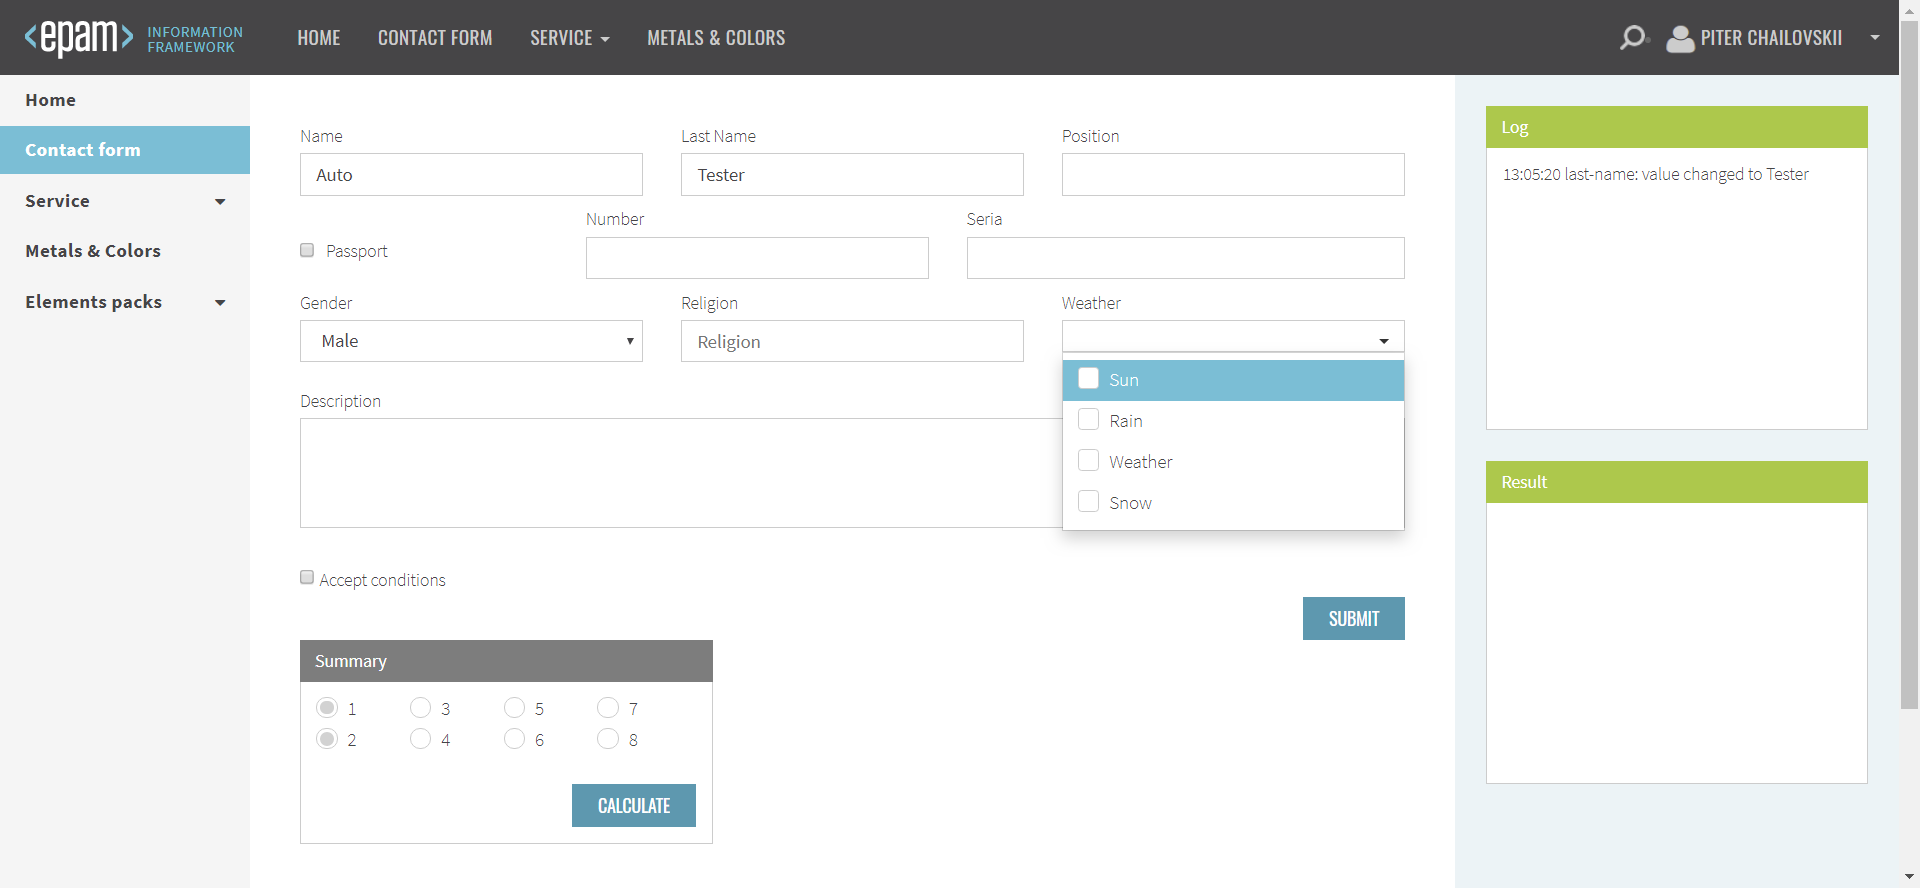 <epam> INFORMATION FRAMEWORK
HOME CONTACT FORM SERVICE METALS & COLORS PITER CHAILOVSKII
Home
Contact form
Service
Metals & Colors
Elements packs
Name Last Name Position
Auto Tester
Number Seria
Passport
Gender Religion Weather
Male Religion
Sun
Rain
Weather
Snow
Description
Accept conditions
SUBMIT
Summary
1 3 5 7
2 4 6 8
CALCULATE
Log
13:05:20 last-name: value changed to Tester
Result